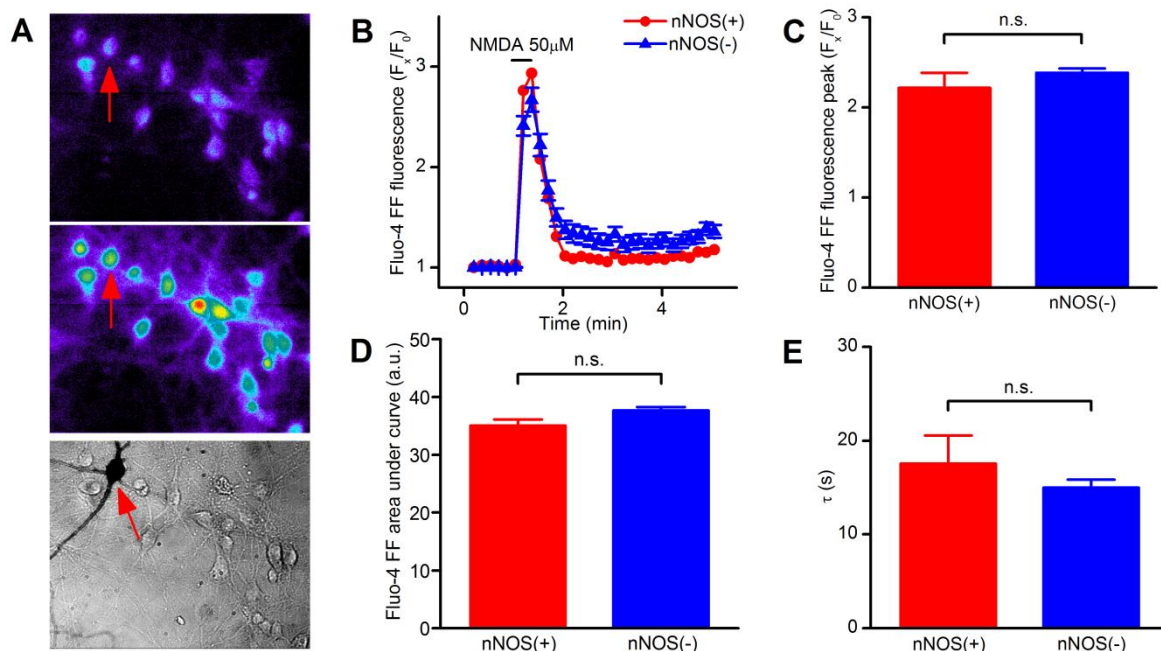 A
B
Fluo-4 FF fluorescence (Fx/F0)
NMDA 50μM
nNOS(+)
nNOS(-)
3
2
1
0
2
4
Time (min)
C
Fluo-4 FF fluorescence peak (Fx/F0)
n.s.
3
2
1
0
nNOS(+)
nNOS(-)
D
Fluo-4 FF area under curve (a.u.)
n.s.
50
40
30
20
10
0
nNOS(+)
nNOS(-)
E
τ (s)
n.s.
30
20
10
0
nNOS(+)
nNOS(-)